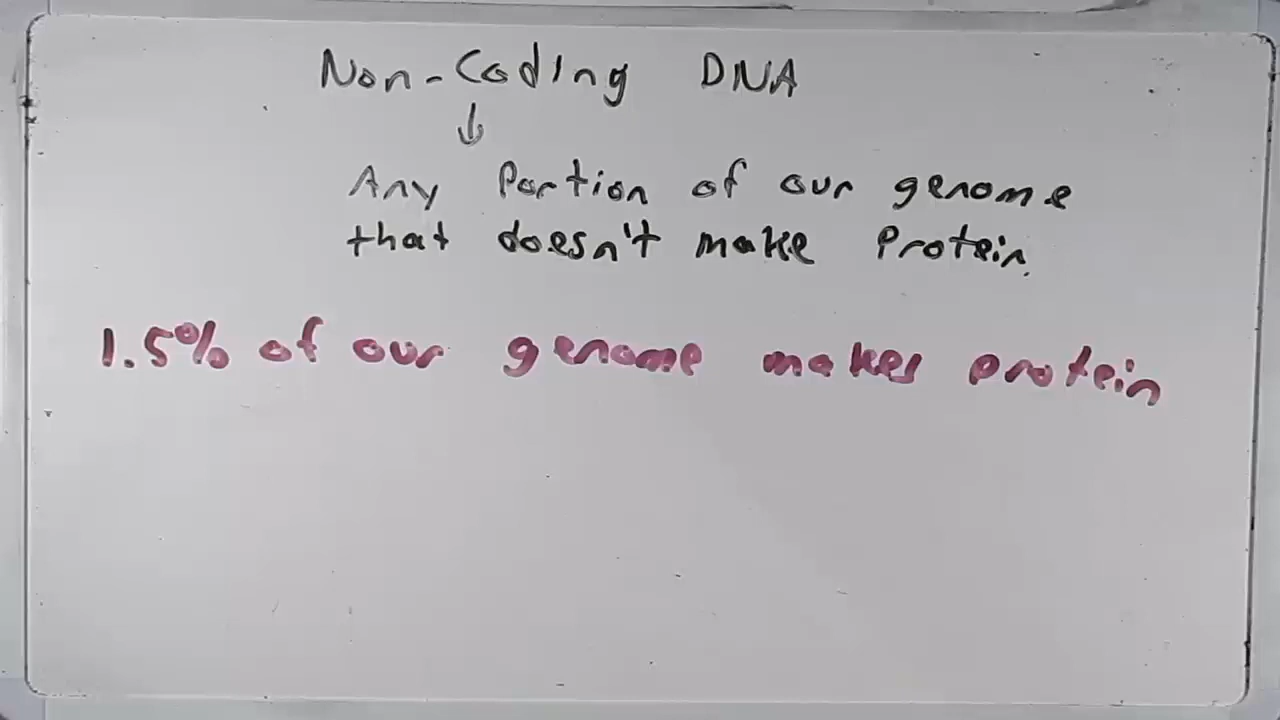 Non-Coding DNA
↓
Any Portion of our genome
that doesn't make Protein.
1.5% of our genome makes protein